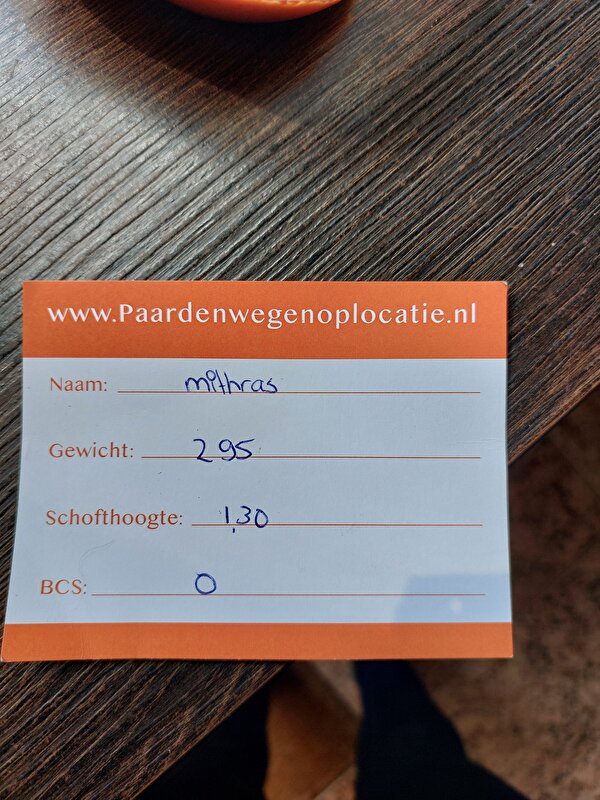 www.Paardenwegenoplocatie.nl
Naam: mithras
Gewicht: 295
Schofthoogte: 1,30
BCS: 0